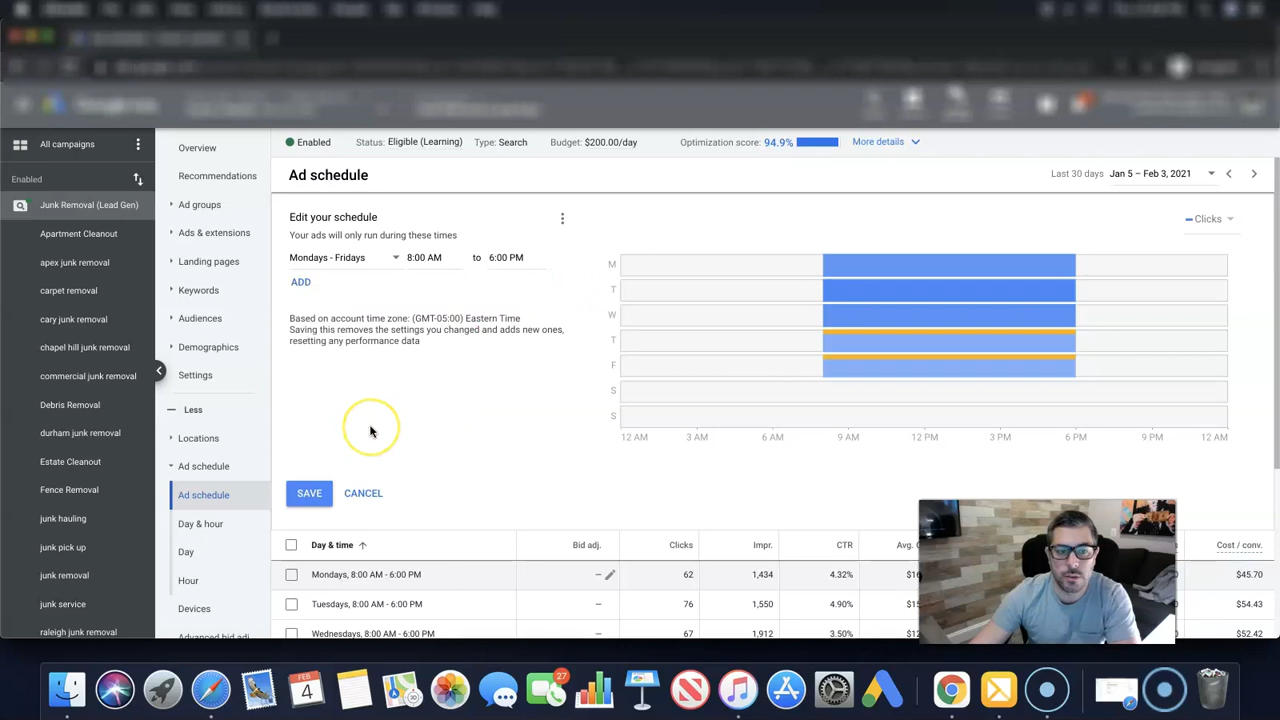 All campaigns
Enabled
Junk Removal (Lead Gen)
Apartment Cleanout
apex junk removal
carpet removal
cary junk removal
chapel hill junk removal
commercial junk removal
Debris Removal
durham junk removal
Estate Cleanout
Fence Removal
junk hauling
junk pick up
junk removal
junk service
raleigh junk removal
Overview
Recommendations
Ad groups
Ads & extensions
Landing pages
Keywords
Audiences
Demographics
Settings
Less
Locations
Ad schedule
Ad schedule
Day & hour
Day
Hour
Devices
Advanced bid adj.
Enabled Status: Eligible (Learning) Type: Search Budget: $200.00/day Optimization score: 94.9% More details
Ad schedule Last 30 days Jan 5 – Feb 3, 2021
Edit your schedule
Your ads will only run during these times
Mondays - Fridays 8:00 AM to 6:00 PM
ADD
Based on account time zone: (GMT-05:00) Eastern Time
Saving this removes the settings you changed and adds new ones,
resetting any performance data
SAVE CANCEL
Clicks
M
T
W
T
F
S
S
12 AM 3 AM 6 AM 9 AM 12 PM 3 PM 6 PM 9 PM 12 AM
Day & time Bid adj. Clicks Impr. CTR Avg. Cost / conv.
Mondays, 8:00 AM - 6:00 PM – 62 1,434 4.32% $45.70
Tuesdays, 8:00 AM - 6:00 PM – 76 1,550 4.90% $54.43
Wednesdays, 8:00 AM - 6:00 PM – 67 1,912 3.50% $52.42
FEB
4
27